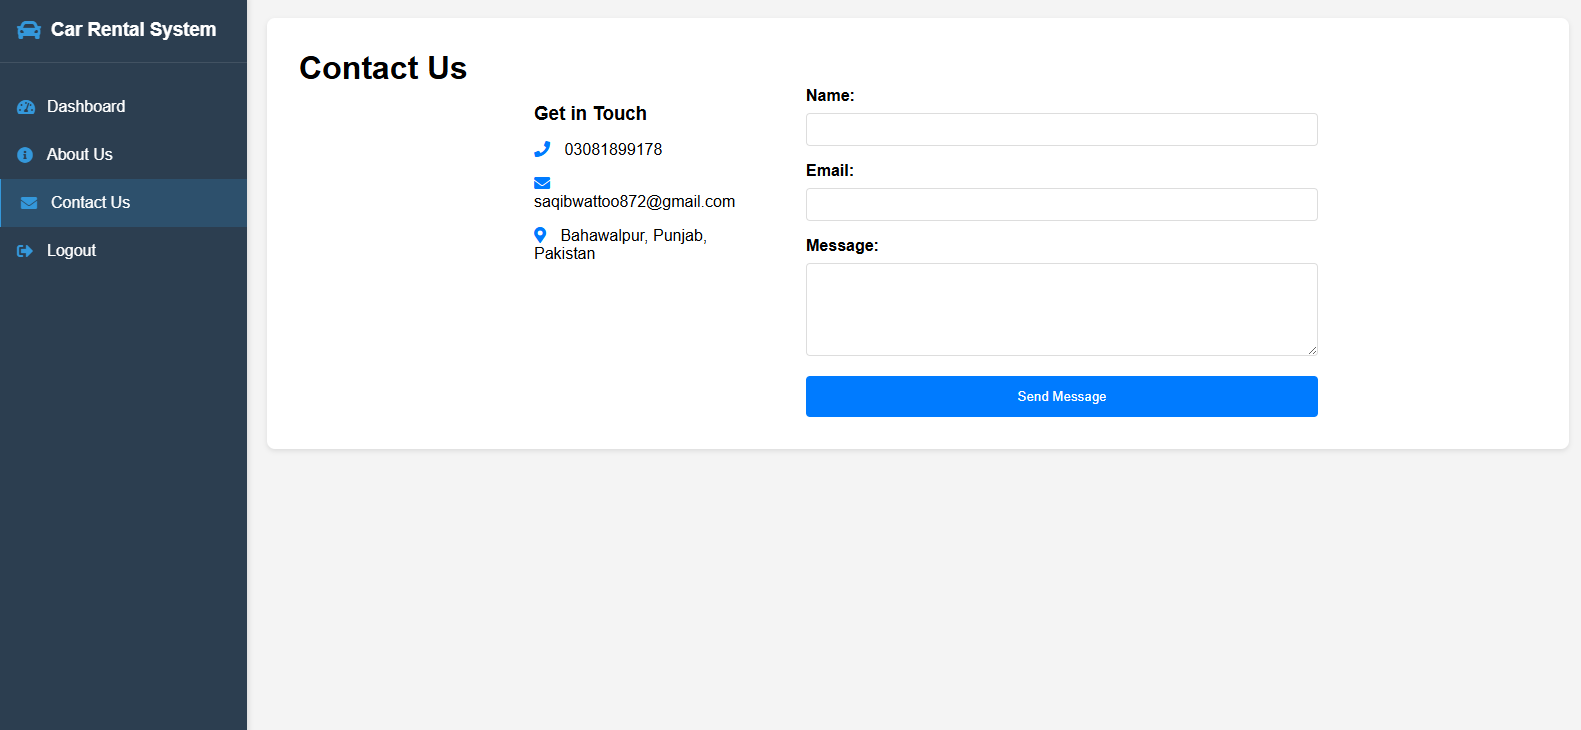 Car Rental System
Dashboard
About Us
Contact Us
Logout
Contact Us
Get in Touch
03081899178
saqibwattoo872@gmail.com
Bahawalpur, Punjab,
Pakistan
Name:
Email:
Message:
Send Message